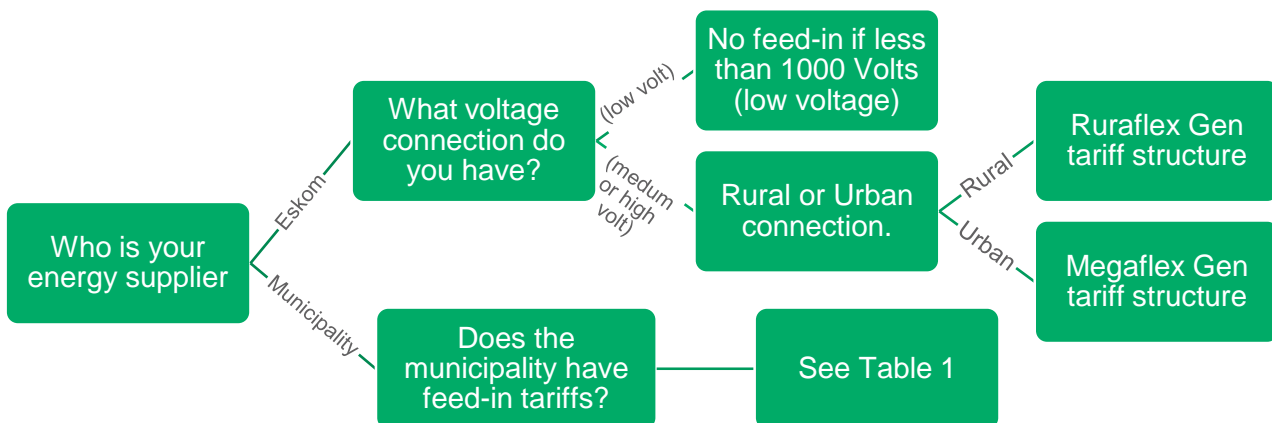 Who is your
energy supplier
Eskom
Municipality
What voltage
connection do
you have?
(low volt)
(medum
or high
volt)
No feed-in if less
than 1000 Volts
(low voltage)
Rural or Urban
connection.
Rural
Urban
Ruraflex Gen
tariff structure
Megaflex Gen
tariff structure
Does the
municipality have
feed-in tariffs?
See Table 1